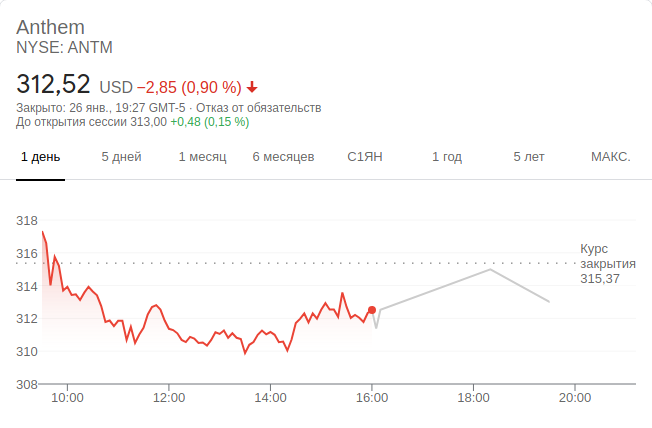 Anthem
NYSE: ANTM
312,52 USD −2,85 (0,90 %)
Закрыто: 26 янв., 19:27 GMT-5 · Отказ от обязательств
До открытия сессии 313,00 +0,48 (0,15 %)
1 день 5 дней 1 месяц 6 месяцев С1ЯН 1 год 5 лет МАКС.
318
316
314
312
310
308
Курс
закрытия
315,37
10:00 12:00 14:00 16:00 18:00 20:00